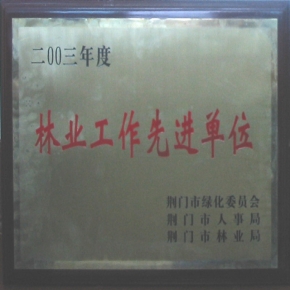 二00三年度
林业工作先进单位
荆门市绿化委员会
荆门市人事局
荆门市林业局